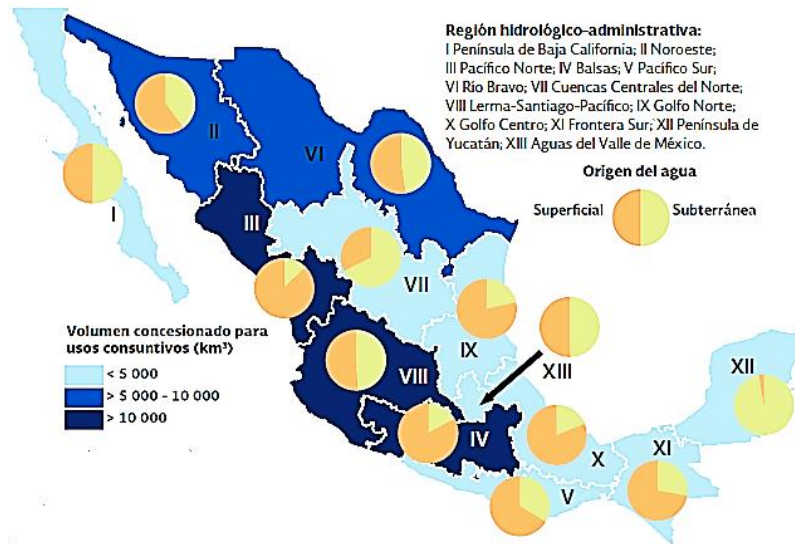 Región hidrológico-administrativa:
I Península de Baja California; II Noroeste;
III Pacífico Norte; IV Balsas; V Pacífico Sur;
VI Río Bravo; VII Cuencas Centrales del Norte;
VIII Lerma-Santiago-Pacífico; IX Golfo Norte;
X Golfo Centro; XI Frontera Sur; XII Península de
Yucatán; XIII Aguas del Valle de México.
Origen del agua
Superficial
Subterránea
II
VI
I
III
VII
IX
XIII
VIII
XII
IV
X
XI
V
Volumen concesionado para
usos consuntivos (km³)
< 5 000
> 5 000 - 10 000
> 10 000